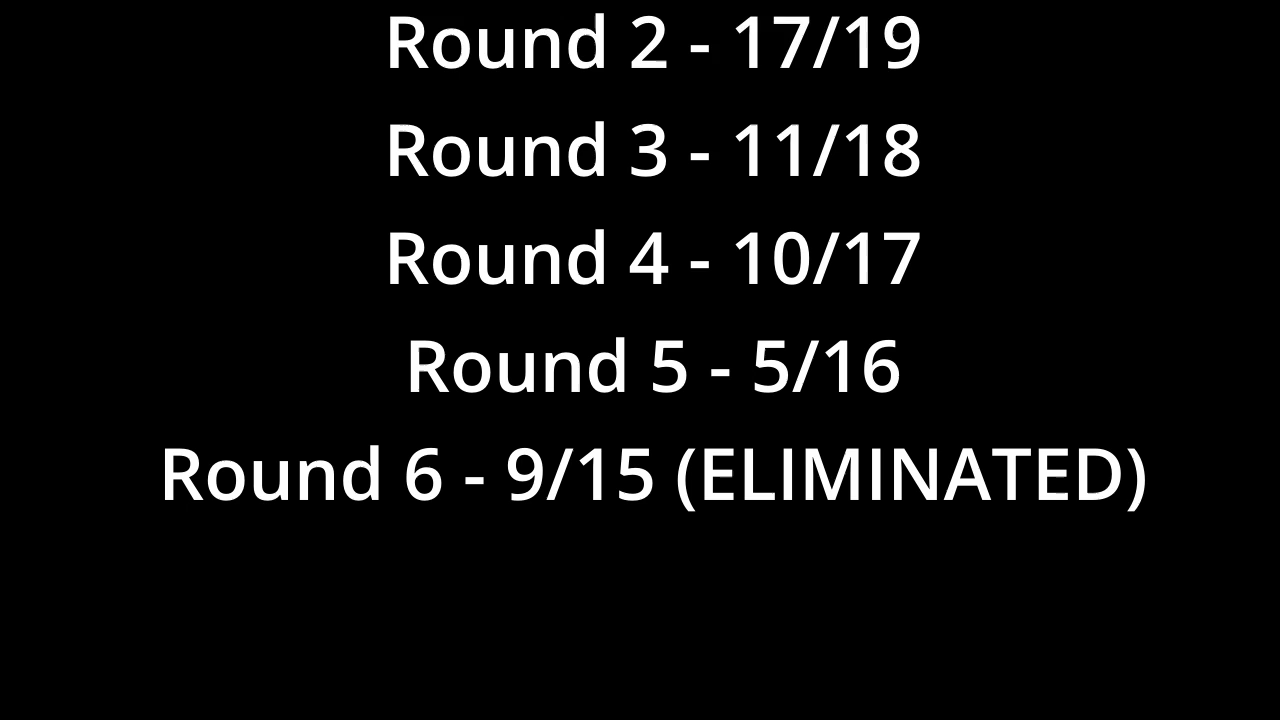 Round 2 - 17/19
Round 3 - 11/18
Round 4 - 10/17
Round 5 - 5/16
Round 6 - 9/15 (ELIMINATED)